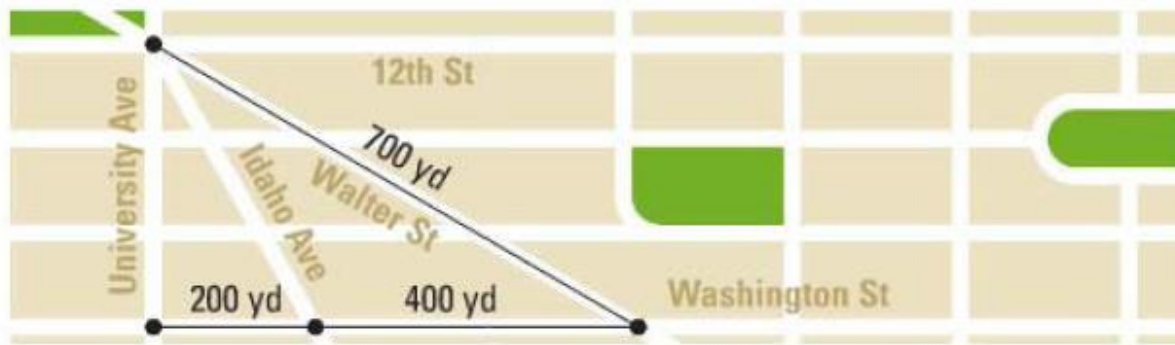 12th St
University Ave
700 yd
Idaho Ave
Walter St
200 yd
400 yd
Washington St